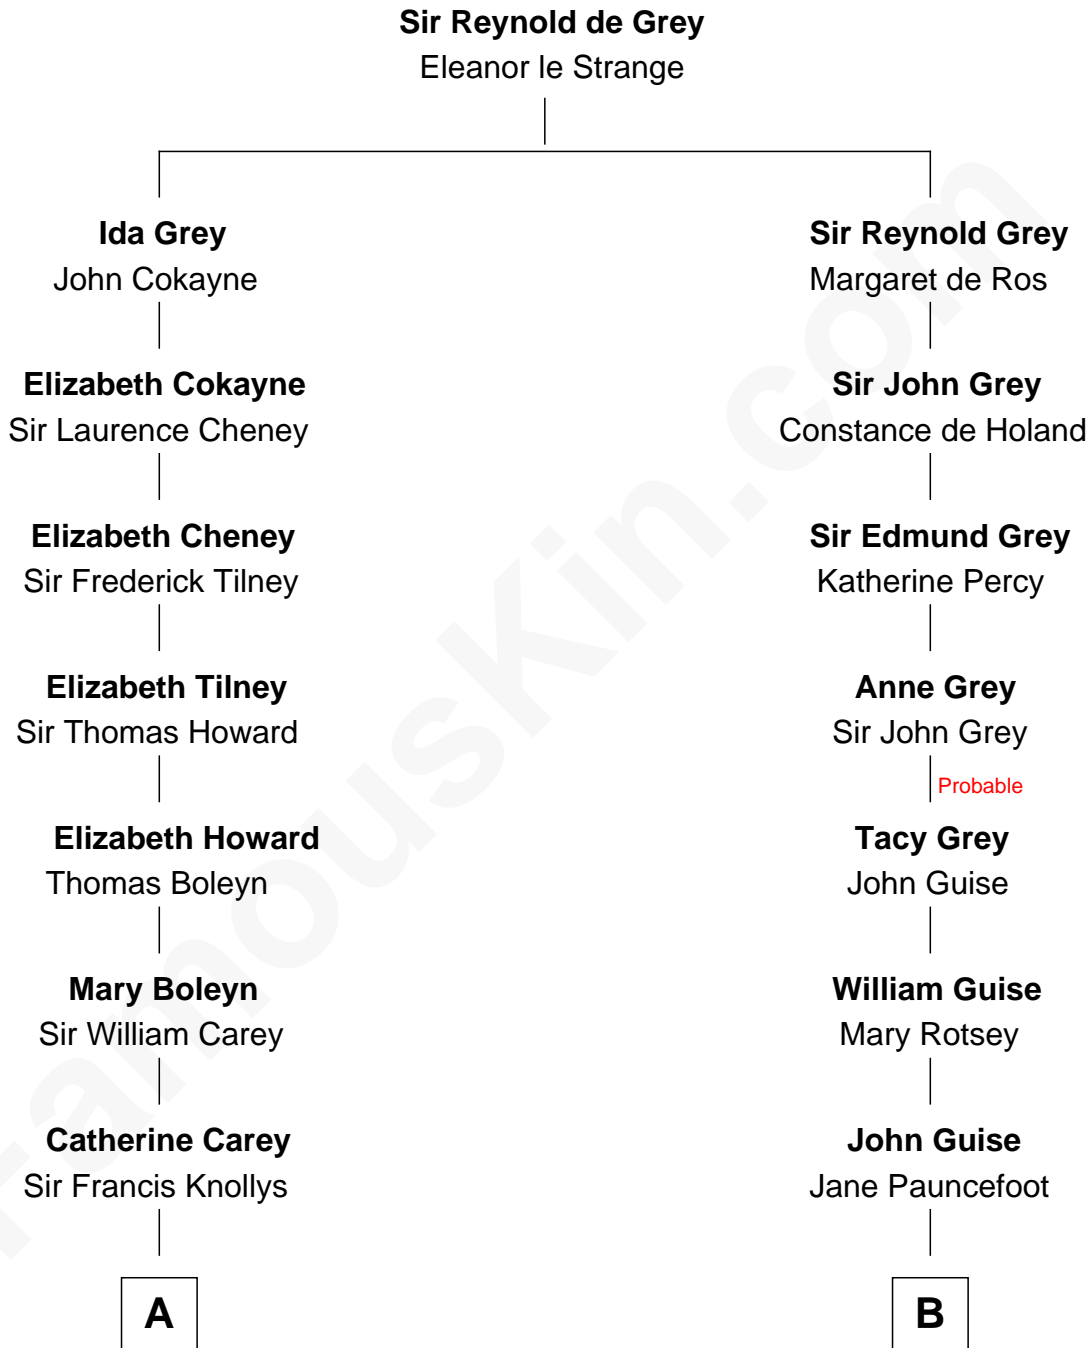 Sir Reynold de Grey
Eleanor le Strange
Ida Grey
John Cokayne
Sir Reynold Grey
Margaret de Ros
Elizabeth Cokayne
Sir Laurence Cheney
Sir John Grey
Constance de Holand
Elizabeth Cheney
Sir Frederick Tilney
Sir Edmund Grey
Katherine Percy
Elizabeth Tilney
Sir Thomas Howard
Anne Grey
Sir John Grey
Probable
Elizabeth Howard
Thomas Boleyn
Tacy Grey
John Guise
Mary Boleyn
Sir William Carey
William Guise
Mary Rotsey
Catherine Carey
Sir Francis Knollys
John Guise
Jane Pauncefoot
A
B
FamousKin.com